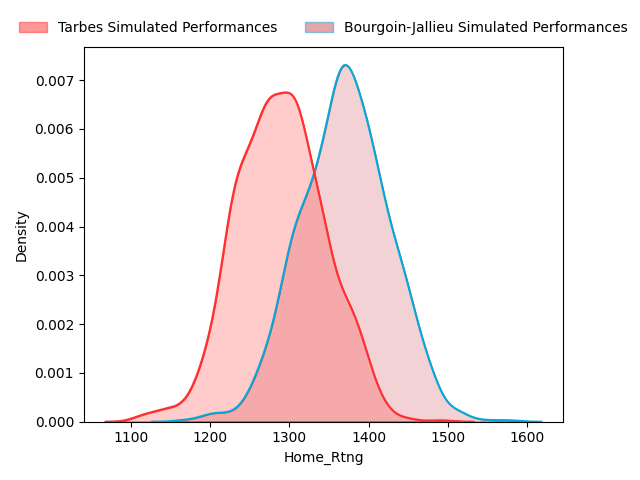 Tarbes Simulated Performances Bourgoin-Jallieu Simulated Performances
0.007
0.006
0.005
0.004
0.003
0.002
0.001
0.000
Density
1100 1200 1300 1400 1500 1600
Home_Rtng